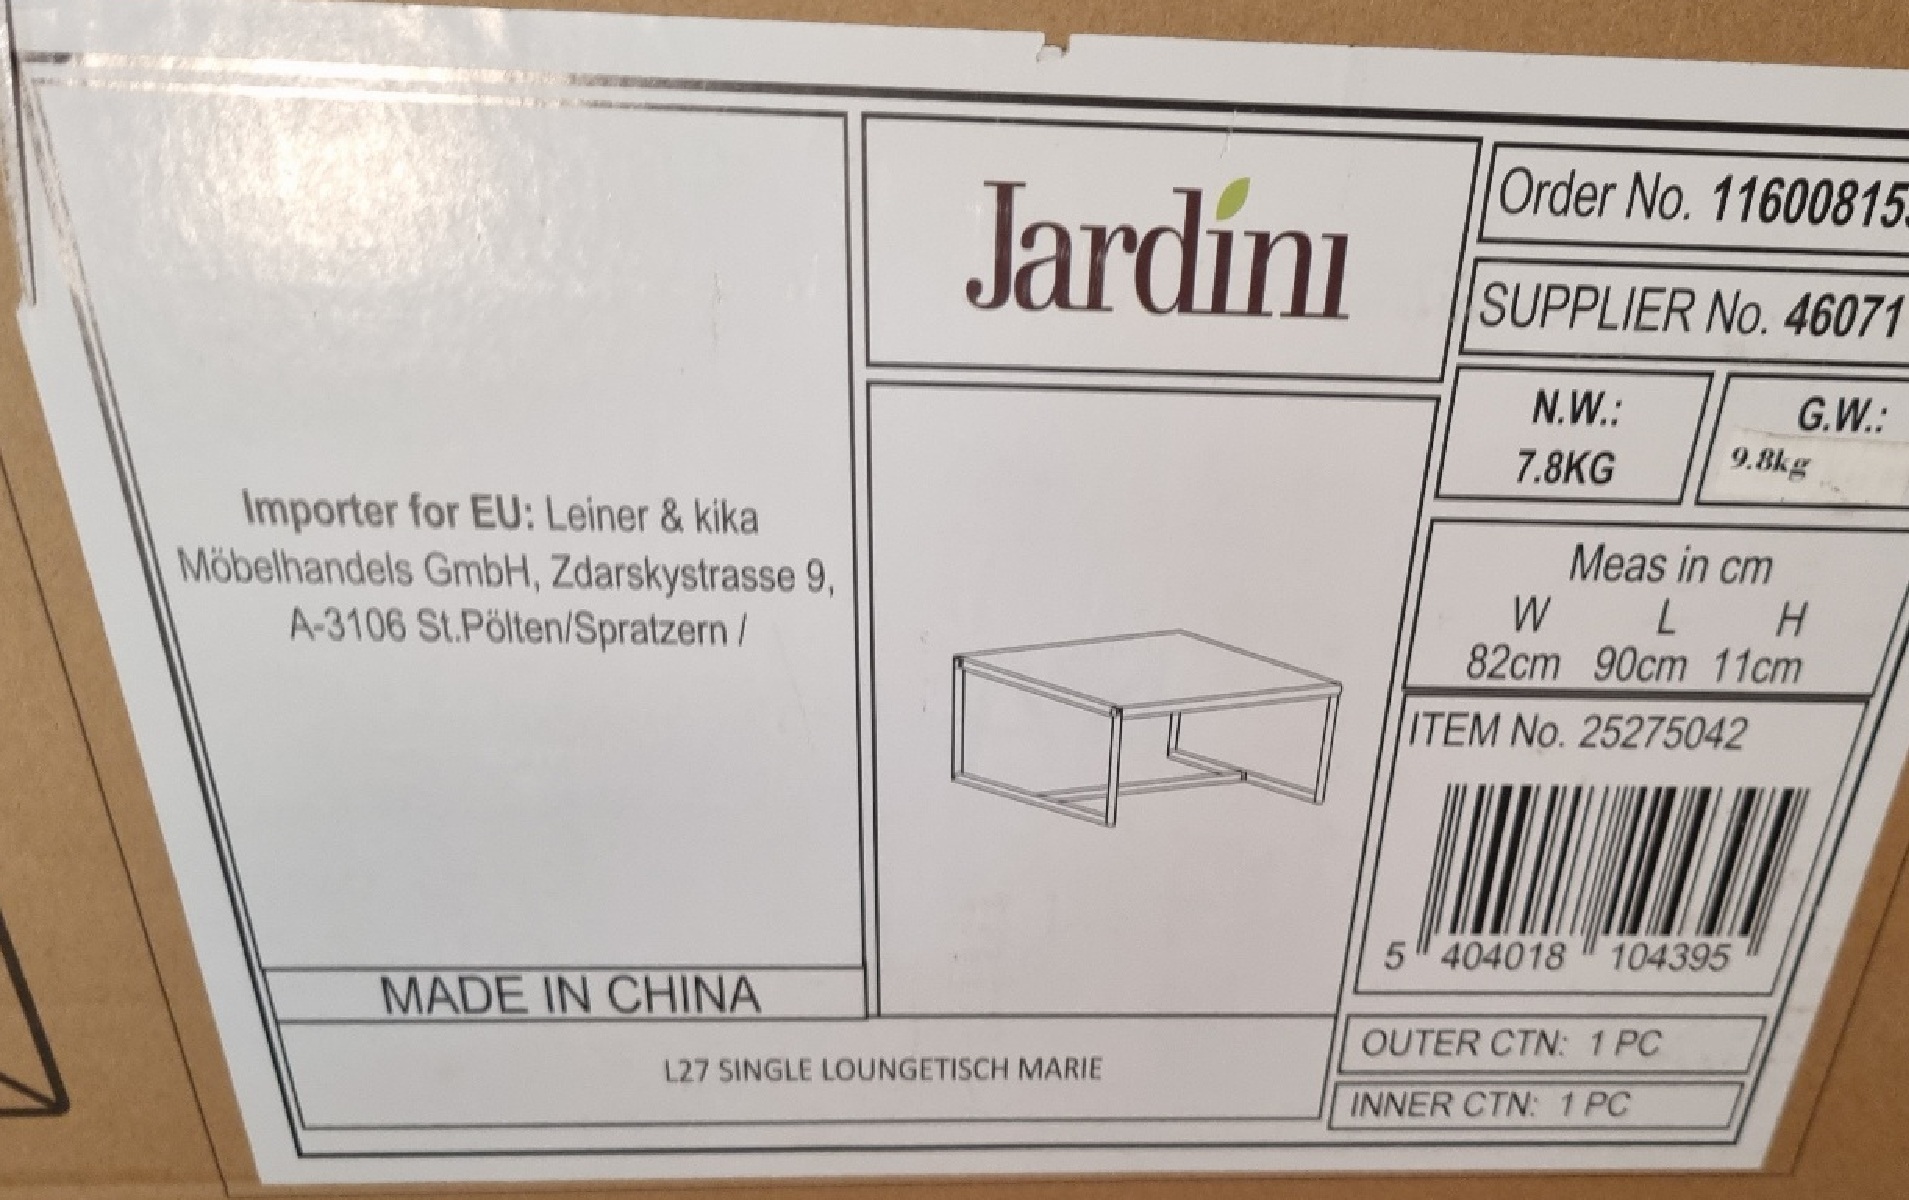 Jardini
Order No. 11600815
SUPPLIER No. 46071
N.W.:
7.8KG
G.W.:
9.8kg
Importer for EU: Leiner & kika
Möbelhandels GmbH, Zdarskystrasse 9,
A-3106 St.Pölten/Spratzern /
Meas in cm
W L H
82cm 90cm 11cm
ITEM No. 25275042
5 404018 104395
MADE IN CHINA
L27 SINGLE LOUNGETISCH MARIE
OUTER CTN: 1 PC
INNER CTN: 1 PC